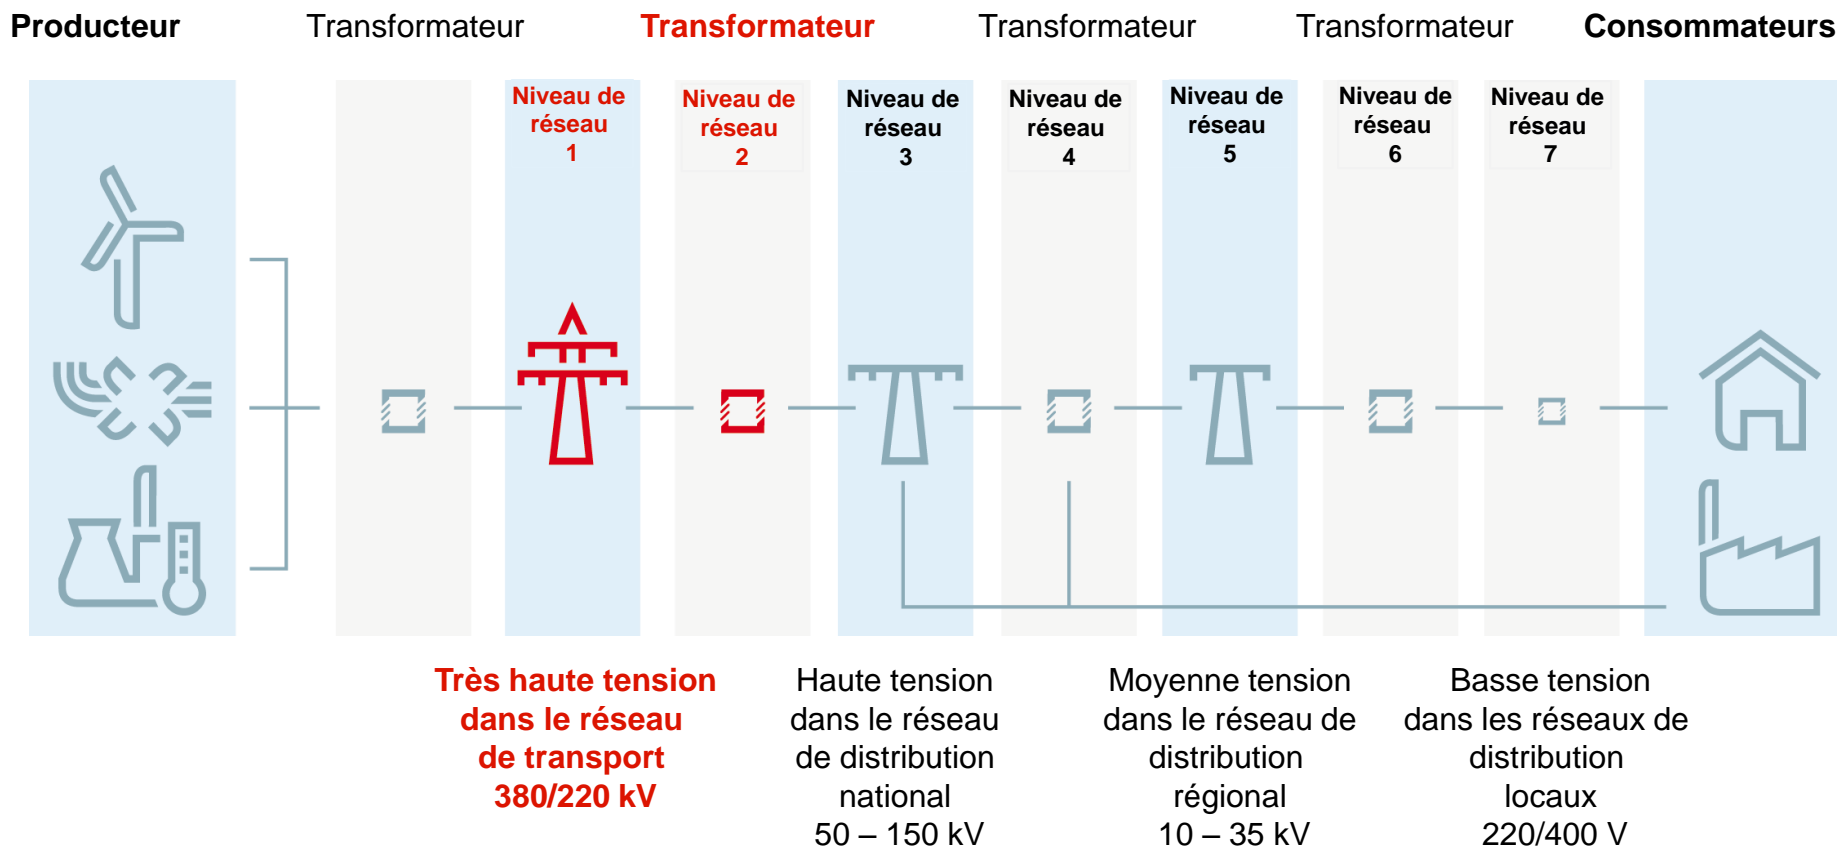 Producteur
Transformateur
Transformateur
Transformateur
Transformateur
Consommateurs
Niveau de
réseau
1
Niveau de
réseau
2
Niveau de
réseau
3
Niveau de
réseau
4
Niveau de
réseau
5
Niveau de
réseau
6
Niveau de
réseau
7
Très haute tension
dans le réseau
de transport
380/220 kV
Haute tension
dans le réseau
de distribution
national
50 – 150 kV
Moyenne tension
dans le réseau de
distribution
régional
10 – 35 kV
Basse tension
dans les réseaux de
distribution
locaux
220/400 V